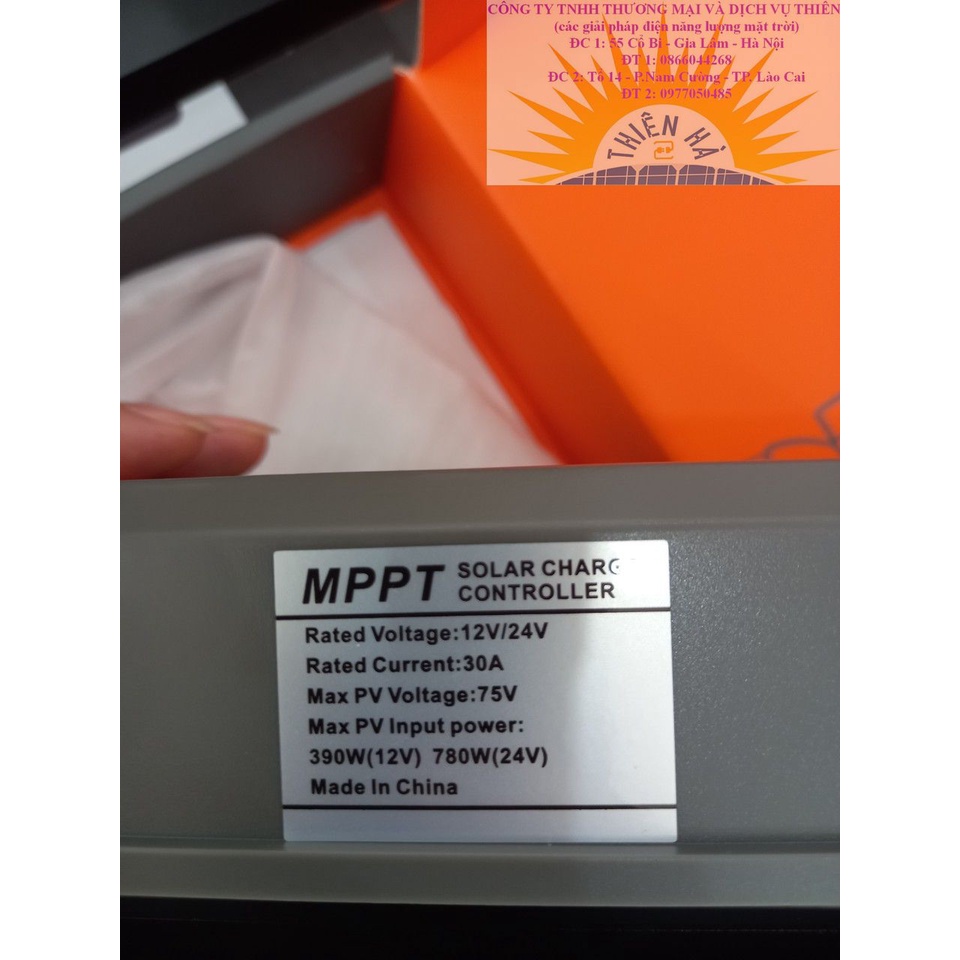 CÔNG TY TNHH THƯƠNG MẠI VÀ DỊCH VỤ THIÊN
(các giải pháp điện năng lượng mặt trời)
ĐC 1: 55 Cổ Bi - Gia Lâm - Hà Nội
ĐT 1: 0866044268
ĐC 2: Tổ 14 - P.Nam Cường - TP. Lào Cai
ĐT 2: 0977050485
THIÊN HÀ
MPPT SOLAR CHARG
CONTROLLER
Rated Voltage:12V/24V
Rated Current:30A
Max PV Voltage:75V
Max PV Input power:
390W(12V) 780W(24V)
Made In China